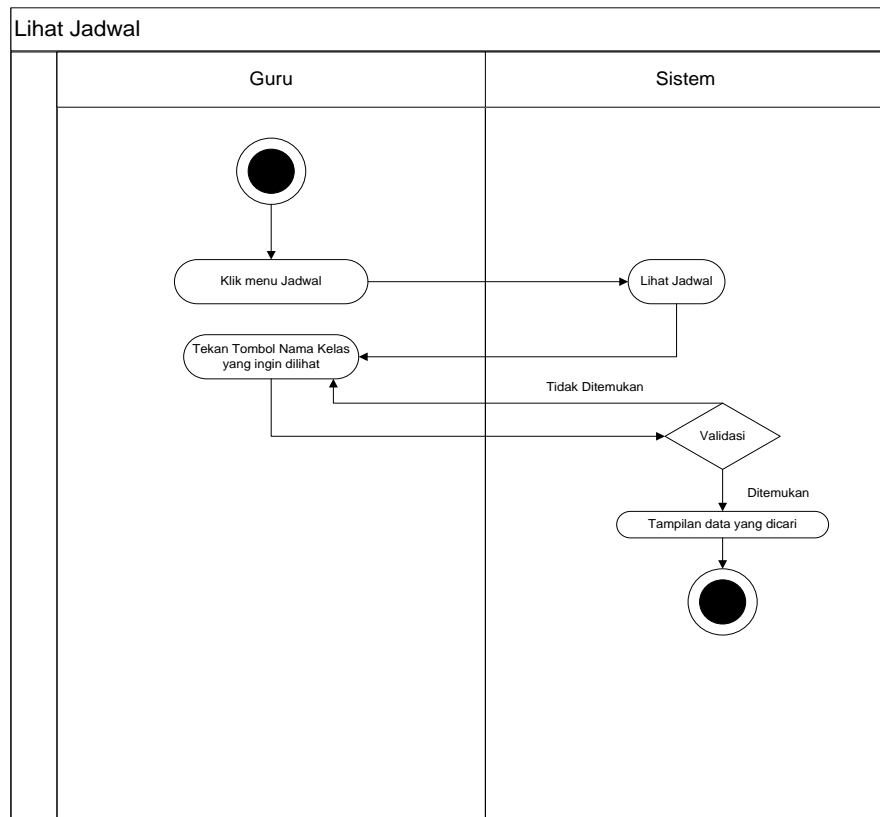 Lihat Jadwal
Guru
Sistem
Klik menu Jadwal
Lihat Jadwal
Tekan Tombol Nama Kelas
yang ingin dilihat
Tidak Ditemukan
Validasi
Ditemukan
Tampilan data yang dicari